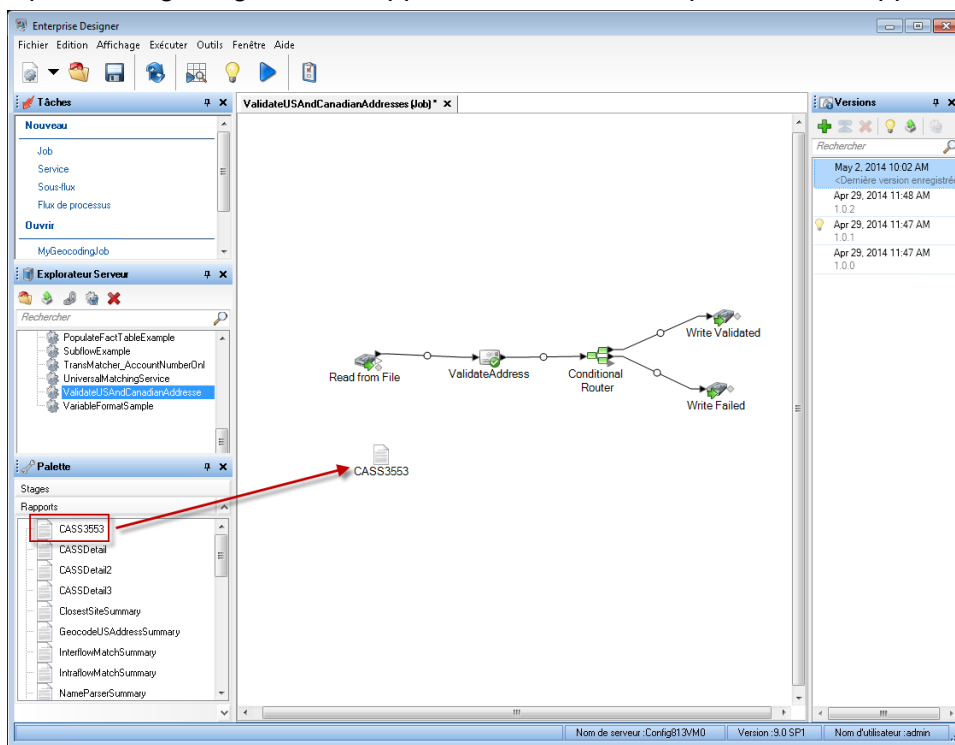 Enterprise Designer
Fichier Edition Affichage Exécuter Outils Fenêtre Aide
Tâches
Nouveau
Job
Service
Sous-flux
Flux de processus
Ouvrir
MyGeocodingJob
Explorateur Serveur
Rechercher
PopulateFactTableExample
SubflowExample
TransMatcher_AccountNumberOnl
UniversalMatchingService
ValidateUSAndCanadianAddresse
VariableFormatSample
Palette
Stages
Rapports
CASS3553
CASSDetail
CASSDetail2
CASSDetail3
ClosestSiteSummary
GeocodeUSAddressSummary
InterflowMatchSummary
IntraflowMatchSummary
NameParserSummary
ValidateUSAndCanadianAddresses (Job) *
Read from File
ValidateAddress
Conditional
Router
Write Validated
Write Failed
CASS3553
Versions
Rechercher
May 2, 2014 10:02 AM
<Dernière version enregistrée
Apr 29, 2014 11:48 AM
1.0.2
Apr 29, 2014 11:47 AM
1.0.1
Apr 29, 2014 11:47 AM
1.0.0
Nom de serveur :Config813VM0 Version :9.0 SP1 Nom d'utilisateur :admin